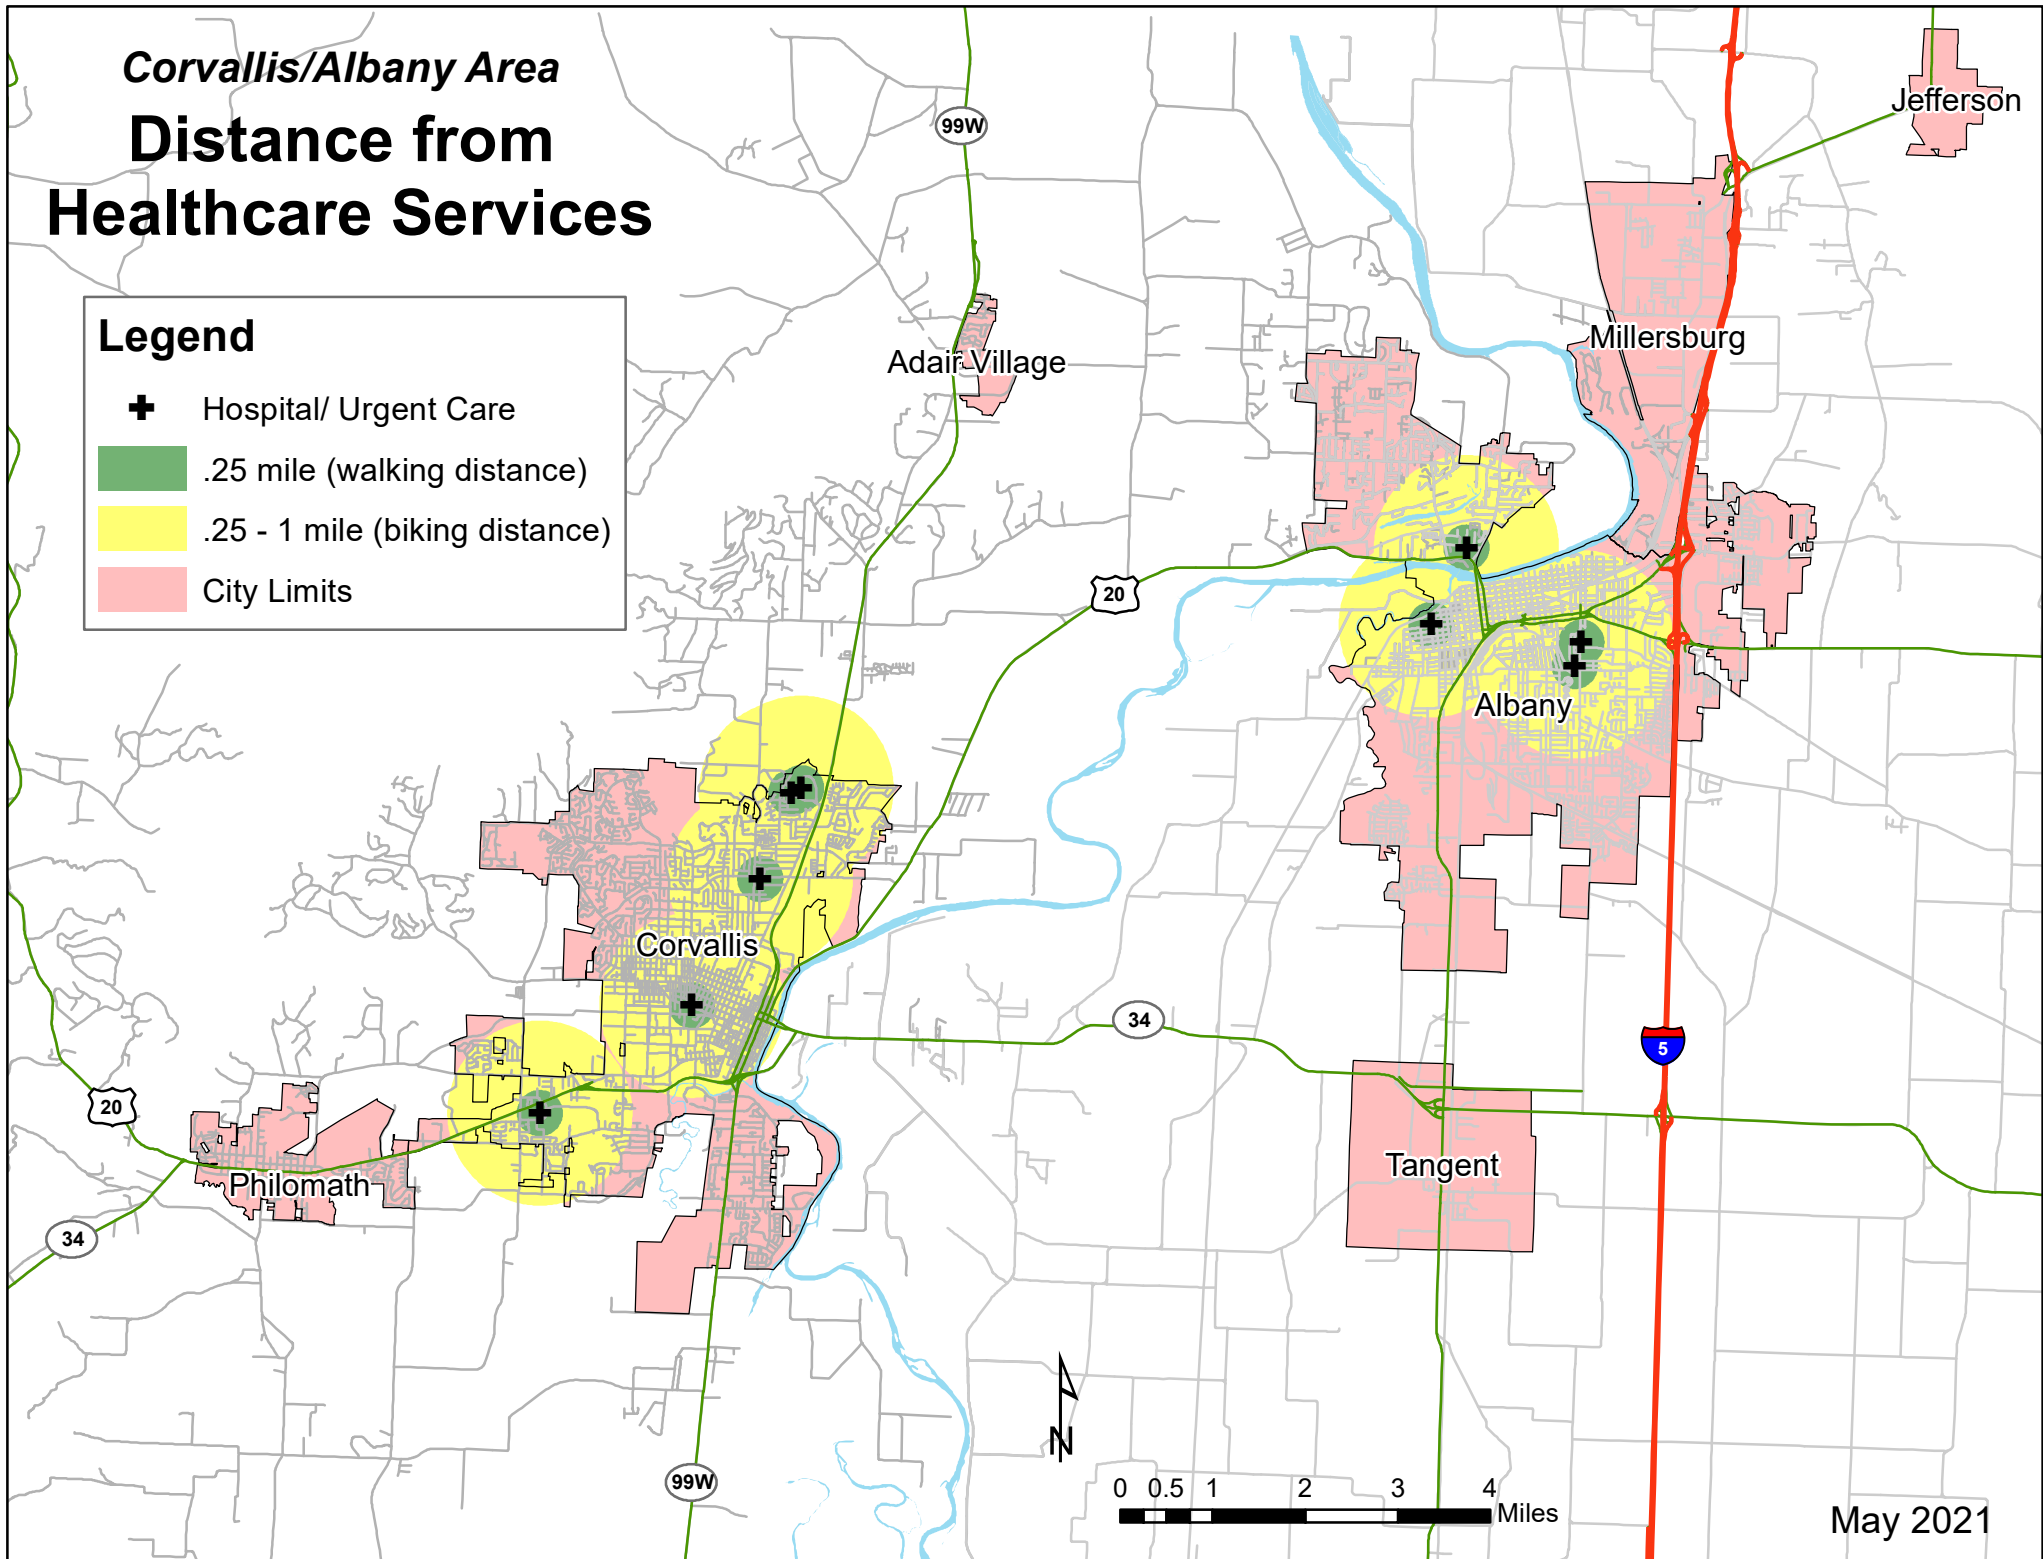 Corvallis/Albany Area
Distance from
Healthcare Services
Legend
Hospital/ Urgent Care
.25 mile (walking distance)
.25 - 1 mile (biking distance)
City Limits
99W
Jefferson
Millersburg
Adair Village
20
Albany
Corvallis
34
5
20
Tangent
Philomath
34
N
99W
0 0.5 1 2 3 4
Miles
May 2021